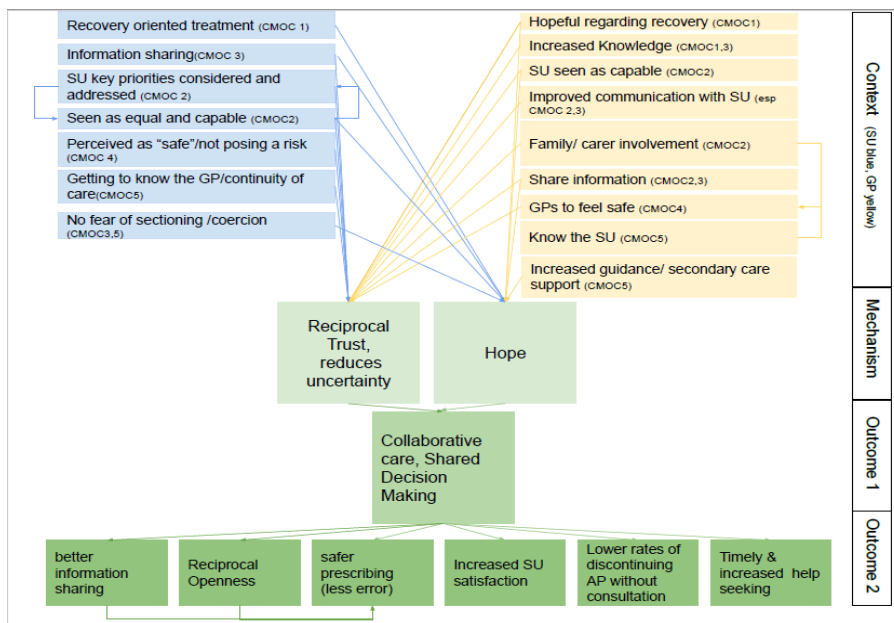 Recovery oriented treatment (CMOC 1)
Information sharing(CMOC 3)
SU key priorities considered and
addressed (CMOC 2)
Seen as equal and capable (CMOC2)
Perceived as “safe”/not posing a risk
(CMOC 4)
Getting to know the GP/continuity of
care(CMOC5)
No fear of sectioning /coercion
(CMOC3,5)
Hopeful regarding recovery (CMOC1)
Increased Knowledge (CMOC1,3)
SU seen as capable (CMOC2)
Improved communication with SU (esp
CMOC 2,3)
Family/ carer involvement (CMOC2)
Share information (CMOC2,3)
GPs to feel safe (CMOC4)
Know the SU (CMOC5)
Increased guidance/ secondary care
support (CMOC5)
Context (SU blue, GP yellow)
Reciprocal
Trust,
reduces
uncertainty
Hope
Mechanism
Collaborative
care, Shared
Decision
Making
Outcome 1
better
information
sharing
Reciprocal
Openness
safer
prescribing
(less error)
Increased SU
satisfaction
Lower rates of
discontinuing
AP without
consultation
Timely &
increased help
seeking
Outcome 2